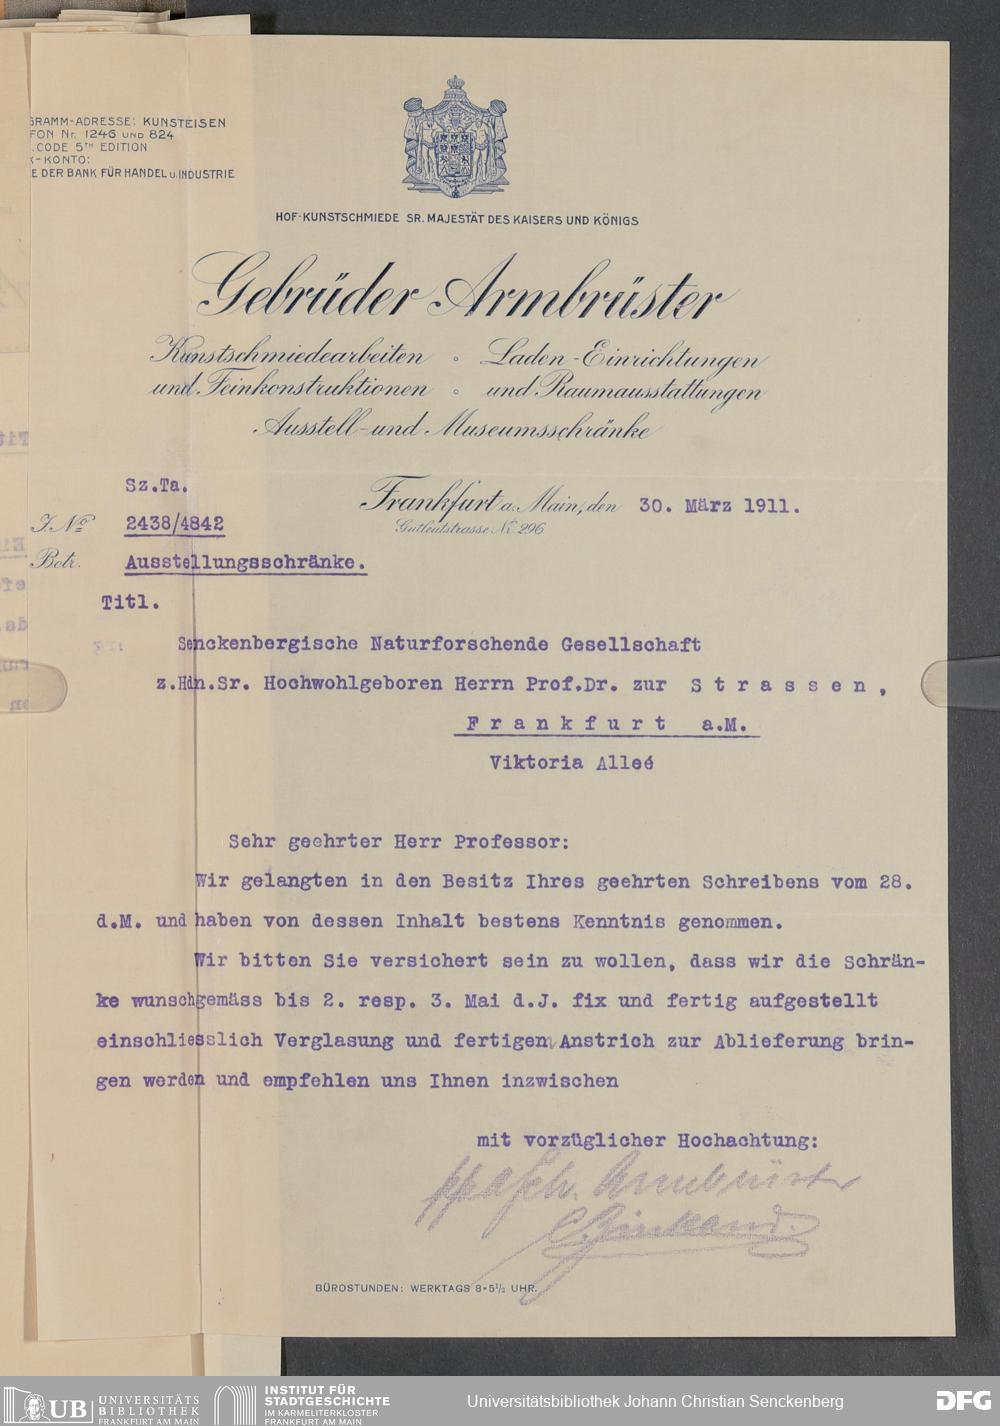 GRAMM-ADRESSE: KUNSTEISEN
FON Nr. 1246 UND 824
.CODE 5TH EDITION
K-KONTO:
E DER BANK FÜR HANDEL u. INDUSTRIE
HOF-KUNSTSCHMIEDE SR. MAJESTÄT DES KAISERS UND KÖNIGS
Gebrüder Armbrüster
Kunstschmiedearbeiten ∘ Laden-Einrichtungen
und Feinkonstruktionen ∘ und Raumausstattungen
Ausstell- und Museumsschränke
Sz.Ta.
Frankfurt a. Main, den 30. März 1911.
Gutleutstrasse Nr. 296
J. No 2438/4842
Betr. Ausstellungsschränke.
Titl.
Senckenbergische Naturforschende Gesellschaft
z.Hdn.Sr. Hochwohlgeboren Herrn Prof.Dr. zur S t r a s s e n ,
F r a n k f u r t a.M.
Viktoria Alleé
Sehr geehrter Herr Professor:
Wir gelangten in den Besitz Ihres geehrten Schreibens vom 28.
d.M. und haben von dessen Inhalt bestens Kenntnis genommen.
Wir bitten Sie versichert sein zu wollen, dass wir die Schrän-
ke wunschgemäss bis 2. resp. 3. Mai d.J. fix und fertig aufgestellt
einschliesslich Verglasung und fertigen Anstrich zur Ablieferung brin-
gen werden und empfehlen uns Ihnen inzwischen
mit vorzüglicher Hochachtung:
Armbrüster
BÜROSTUNDEN: WERKTAGS 8-5½ UHR.
UB UNIVERSITÄTS
BIBLIOTHEK
FRANKFURT AM MAIN
INSTITUT FÜR
STADTGESCHICHTE
IM KARMELITERKLOSTER
FRANKFURT AM MAIN
Universitätsbibliothek Johann Christian Senckenberg
DFG